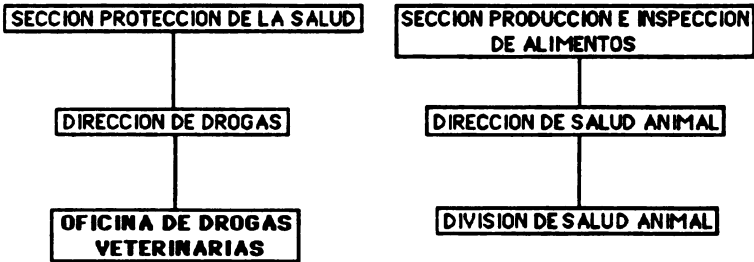 SECCION PROTECCION DE LA SALUD
DIRECCION DE DROGAS
OFICINA DE DROGAS
VETERINARIAS
SECCION PRODUCCION E INSPECCION
DE ALIMENTOS
DIRECCION DE SALUD ANIMAL
DIVISION DE SALUD ANIMAL